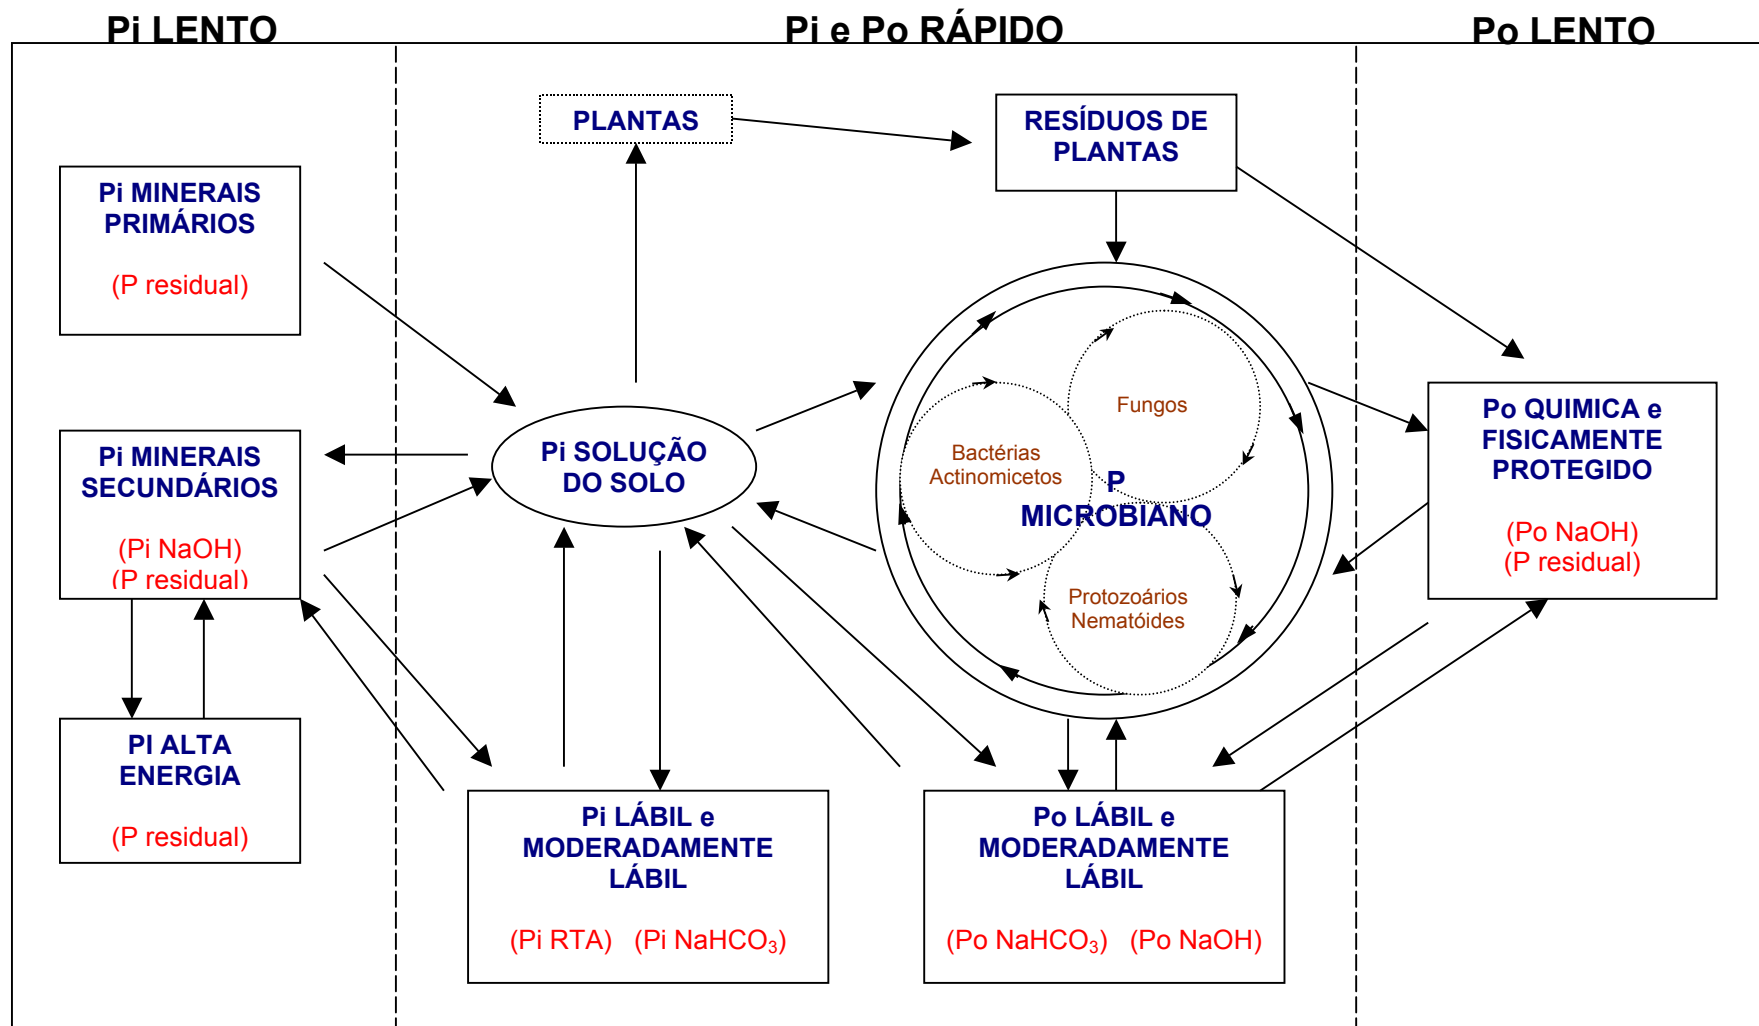 Pi LENTO
Pi e Po RÁPIDO
Po LENTO
PLANTAS
RESÍDUOS DE
PLANTAS
Pi MINERAIS
PRIMÁRIOS
(P residual)
Pi MINERAIS
SECUNDÁRIOS
(Pi NaOH)
(P residual)
PI ALTA
ENERGIA
(P residual)
Pi SOLUÇÃO
DO SOLO
Fungos
Bactérias
Actinomicetos
P
MICROBIANO
Protozoários
Nematóides
Po QUIMICA e
FISICAMENTE
PROTEGIDO
(Po NaOH)
(P residual)
Pi LÁBIL e
MODERADAMENTE
LÁBIL
(Pi RTA) (Pi NaHCO₃)
Po LÁBIL e
MODERADAMENTE
LÁBIL
(Po NaHCO₃) (Po NaOH)